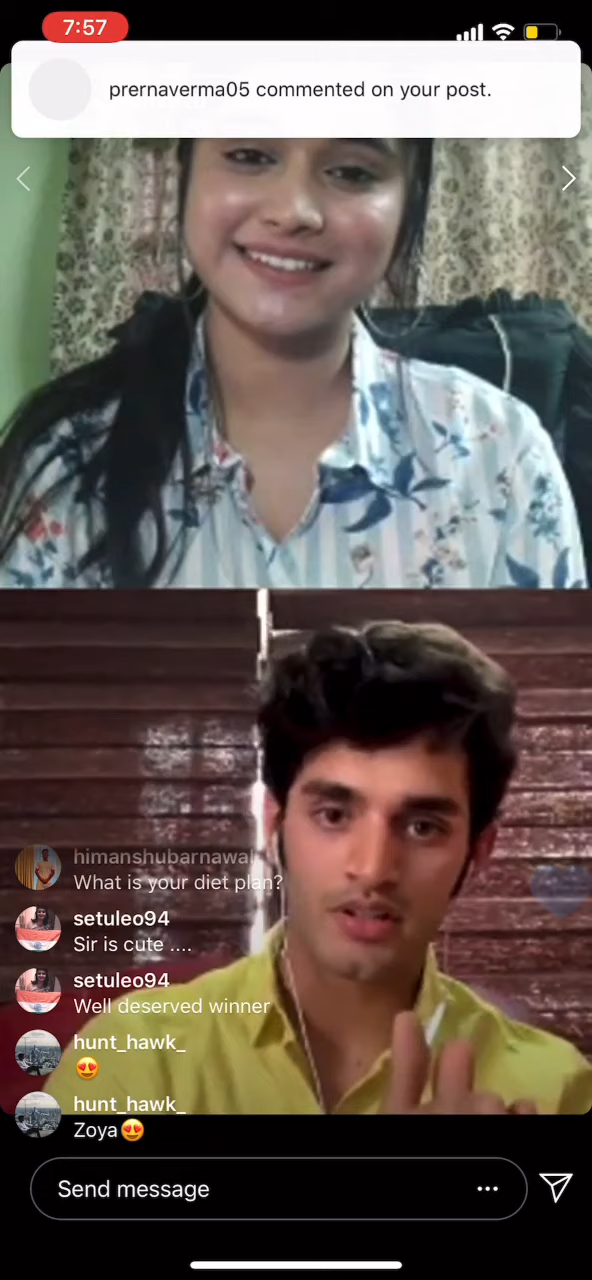 7:57
prernaverma05 commented on your post.
himanshubarnawal
What is your diet plan?
setuleo94
Sir is cute ....
setuleo94
Well deserved winner
hunt_hawk_
😍
hunt_hawk_
Zoya😍
Send message